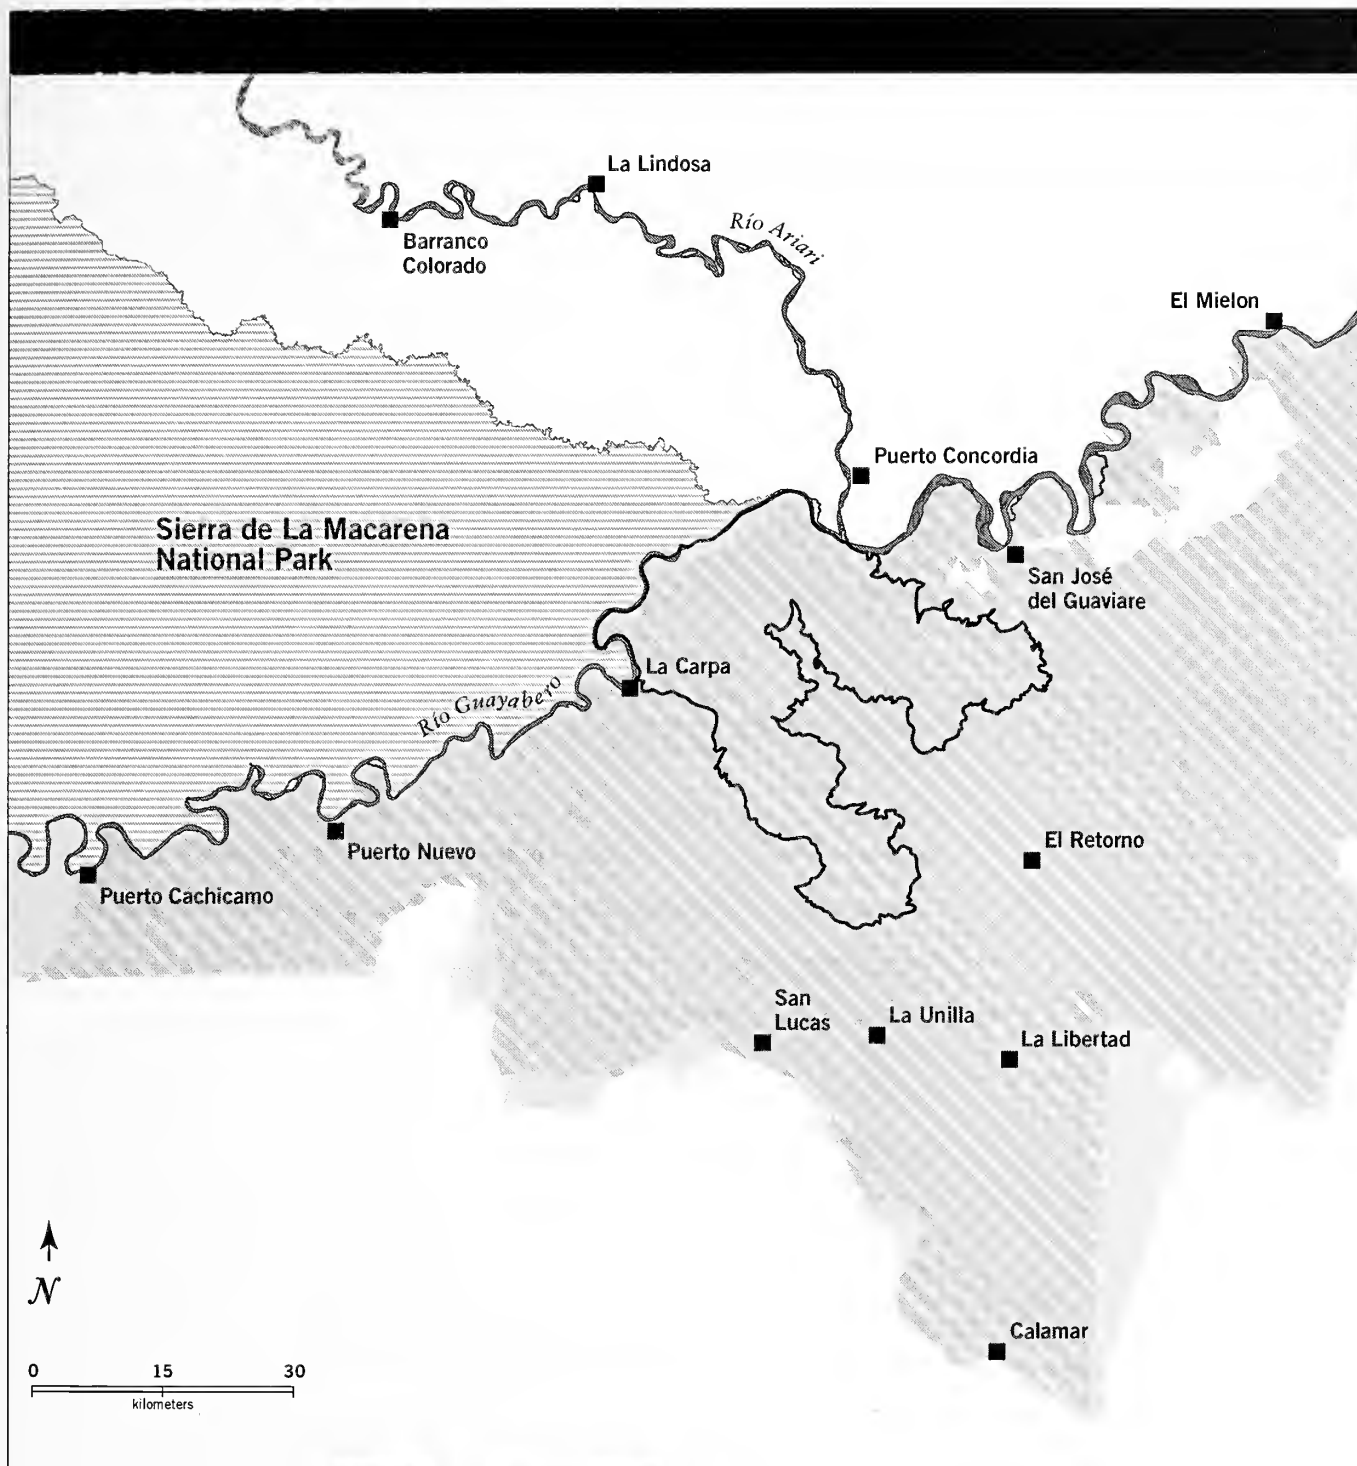 La Lindosa
Río Ariari
Barranco
Colorado
El Mielon
Puerto Concordia
Sierra de La Macarena
National Park
San José
del Guaviare
La Carpa
Río Guayabero
Puerto Nuevo
El Retorno
Puerto Cachicamo
San
Lucas
La Unilla
La Libertad
N
Calamar
0 15 30
kilometers